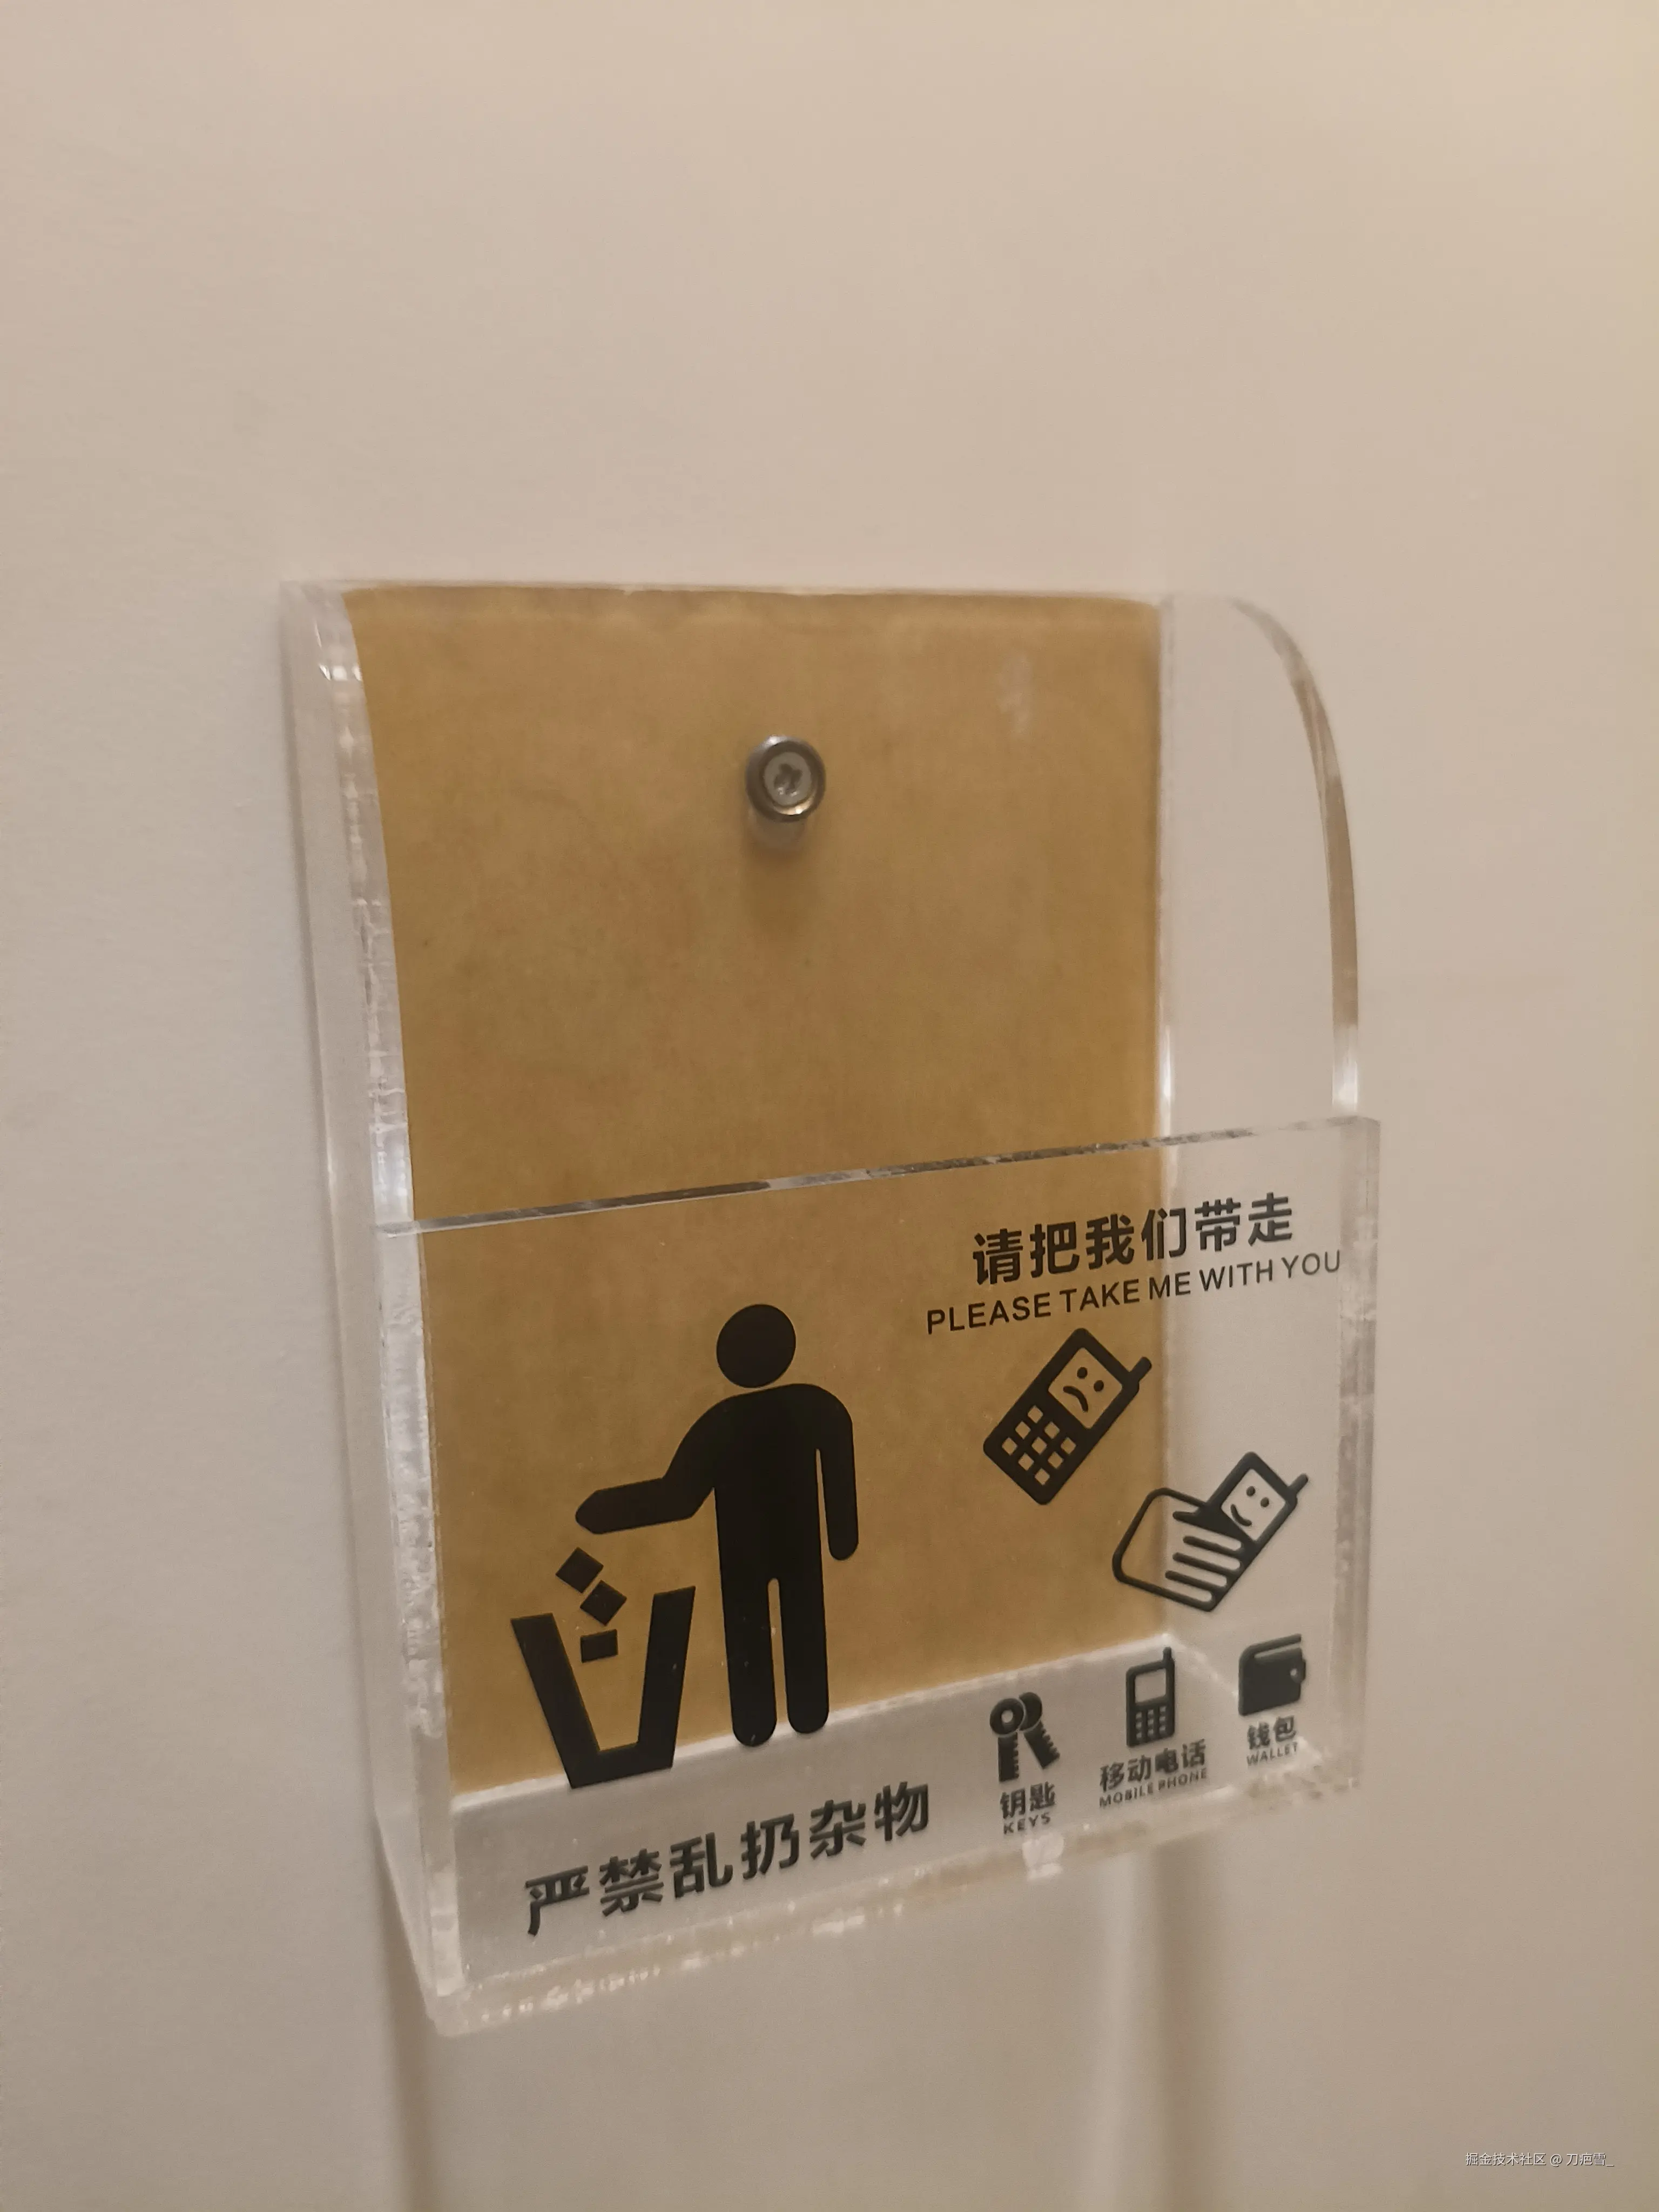 请把我们带走
PLEASE TAKE ME WITH YOU
严禁乱扔杂物
钥匙
KEYS
移动电话
MOBILE PHONE
钱包
WALLET
掘金技术社区 @ 刀疤雪_